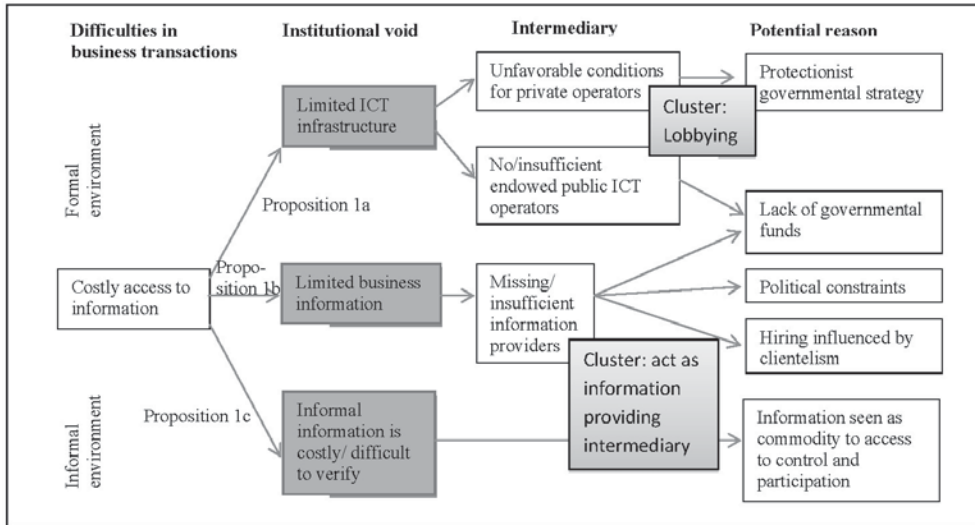 Difficulties in
business transactions
Institutional void
Intermediary
Potential reason
Formal
environment
Informal
environment
Costly access to
information
Proposition 1a
Propo-
sition 1b
Proposition 1c
Limited ICT
infrastructure
Limited business
information
Informal
information is
costly/ difficult
to verify
Unfavorable conditions
for private operators
Cluster:
Lobbying
No/insufficient
endowed public ICT
operators
Missing/
insufficient
information
providers
Cluster: act as
information
providing
intermediary
Protectionist
governmental strategy
Lack of governmental
funds
Political constraints
Hiring influenced by
clientelism
Information seen as
commodity to access
to control and
participation